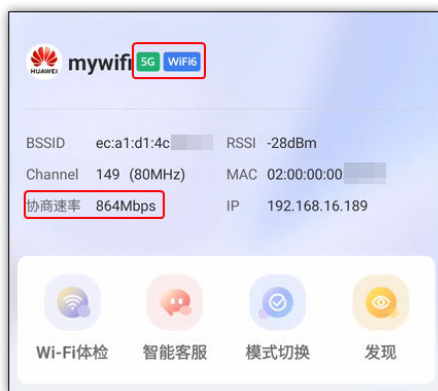 HUAWEI mywifi 5G WiFi6
BSSID ec:a1:d1:4c RSSI -28dBm
Channel 149 (80MHz) MAC 02:00:00:00:
协商速率 864Mbps IP 192.168.16.189
Wi-Fi体检 智能客服 模式切换 发现